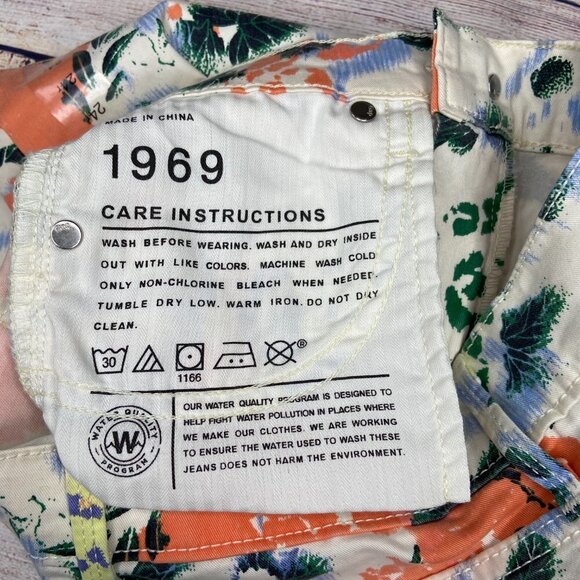 24
24
MADE IN CHINA
1969
CARE INSTRUCTIONS
WASH BEFORE WEARING. WASH AND DRY INSIDE
OUT WITH LIKE COLORS. MACHINE WASH COLD
ONLY NON-CHLORINE BLEACH WHEN NEEDED.
TUMBLE DRY LOW. WARM IRON. DO NOT DRY
CLEAN.
30
1166
®
WATER QUALITY
W
PROGRAM
OUR WATER QUALITY PROGRAM IS DESIGNED TO
HELP FIGHT WATER POLLUTION IN PLACES WHERE
WE MAKE OUR CLOTHES. WE ARE WORKING
TO ENSURE THE WATER USED TO WASH THESE
JEANS DOES NOT HARM THE ENVIRONMENT.